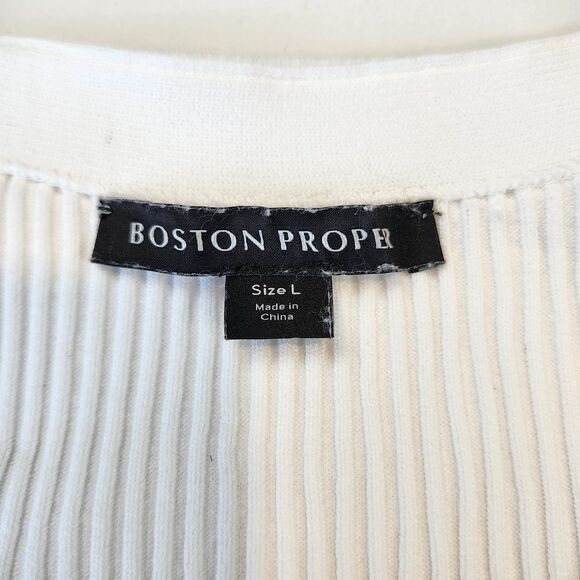 BOSTON PROPER
Size L
Made in
China